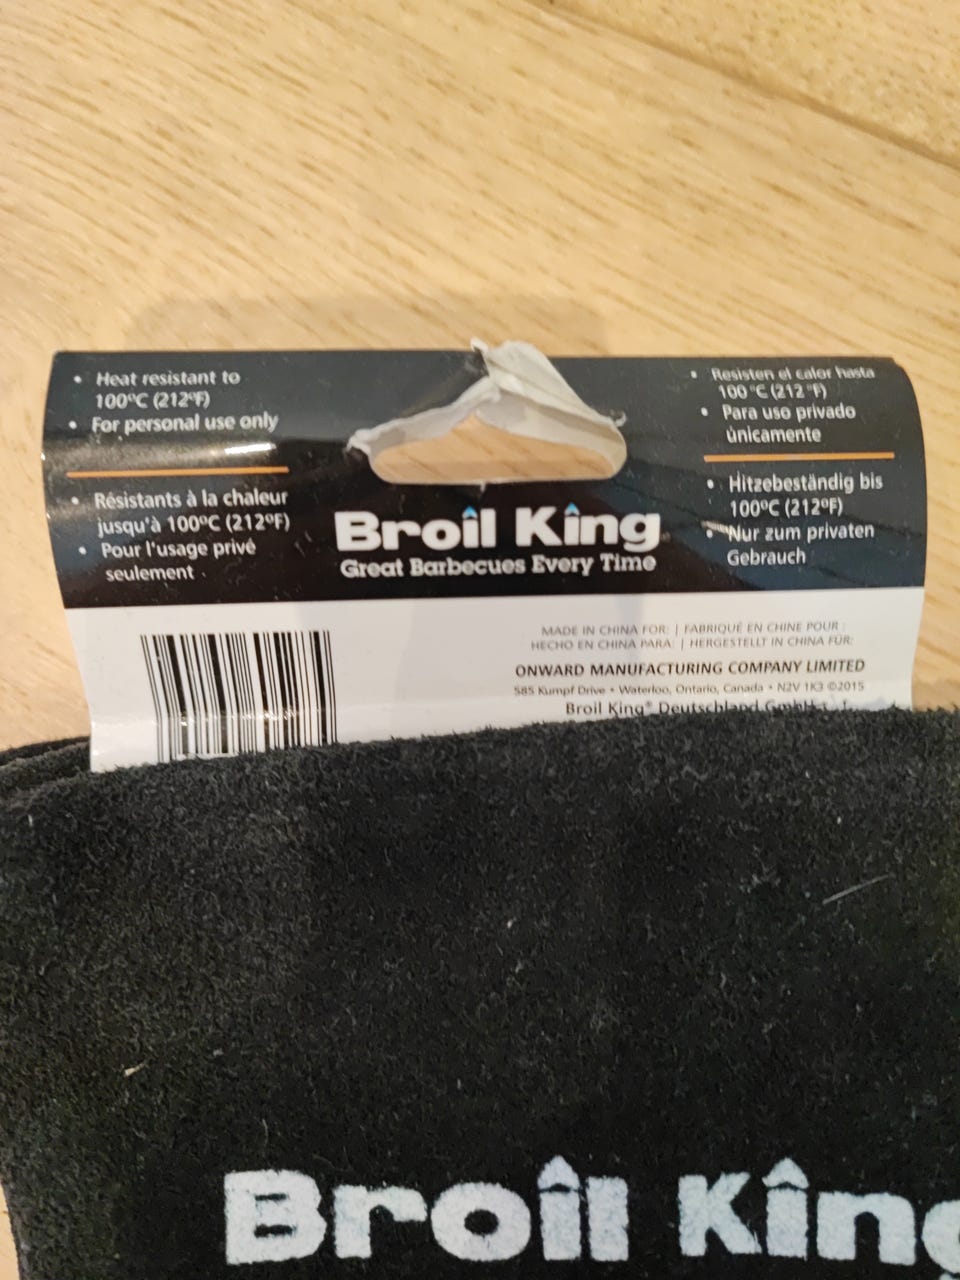 • Heat resistant to
100ºC (212ºF)
• For personal use only
• Résistants à la chaleur
jusqu'à 100ºC (212ºF)
• Pour l'usage privé
seulement
Broil King
Great Barbecues Every Time
• Resisten el calor hasta
100 °C (212 °F)
• Para uso privado
únicamente
• Hitzebeständig bis
100ºC (212ºF)
• Nur zum privaten
Gebrauch
MADE IN CHINA FOR: | FABRIQUÉ EN CHINE POUR :
HECHO EN CHINA PARA: | HERGESTELLT IN CHINA FÜR:
ONWARD MANUFACTURING COMPANY LIMITED
585 Kumpf Drive • Waterloo, Ontario, Canada • N2V 1K3 ©2015
Broil King® Deutschland GmbH
Broil King